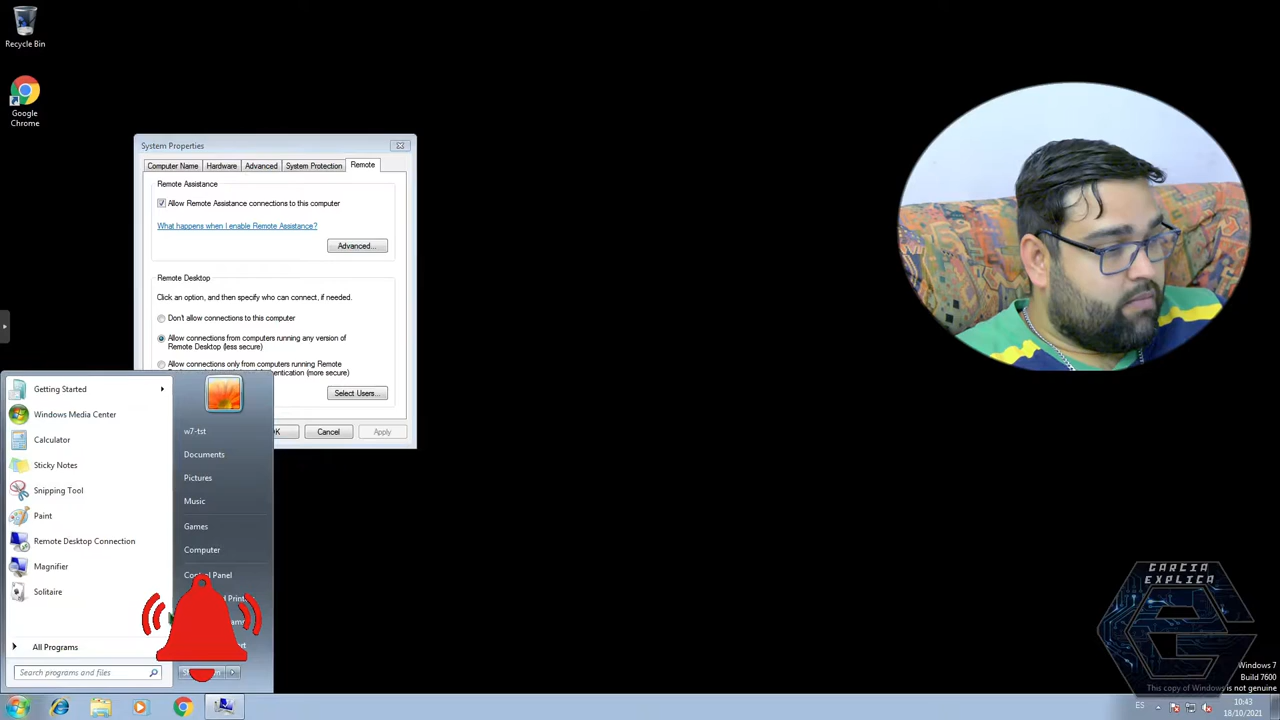 Recycle Bin
Google
Chrome
System Properties
Computer Name
Hardware
Advanced
System Protection
Remote
Remote Assistance
Allow Remote Assistance connections to this computer
What happens when I enable Remote Assistance?
Advanced...
Remote Desktop
Click an option, and then specify who can connect, if needed.
Don't allow connections to this computer
Allow connections from computers running any version of
Remote Desktop (less secure)
Allow connections only from computers running Remote
(more secure)
Select Users...
Cancel
Apply
Getting Started
Windows Media Center
Calculator
Sticky Notes
Snipping Tool
Paint
Remote Desktop Connection
Magnifier
Solitaire
All Programs
Search programs and files
w7-tst
Documents
Pictures
Music
Games
Computer
Control Panel
GARCIA
EXPLICA
Windows 7
Build 7600
This copy of Windows is not genuine
ES
10:43
18/10/2021